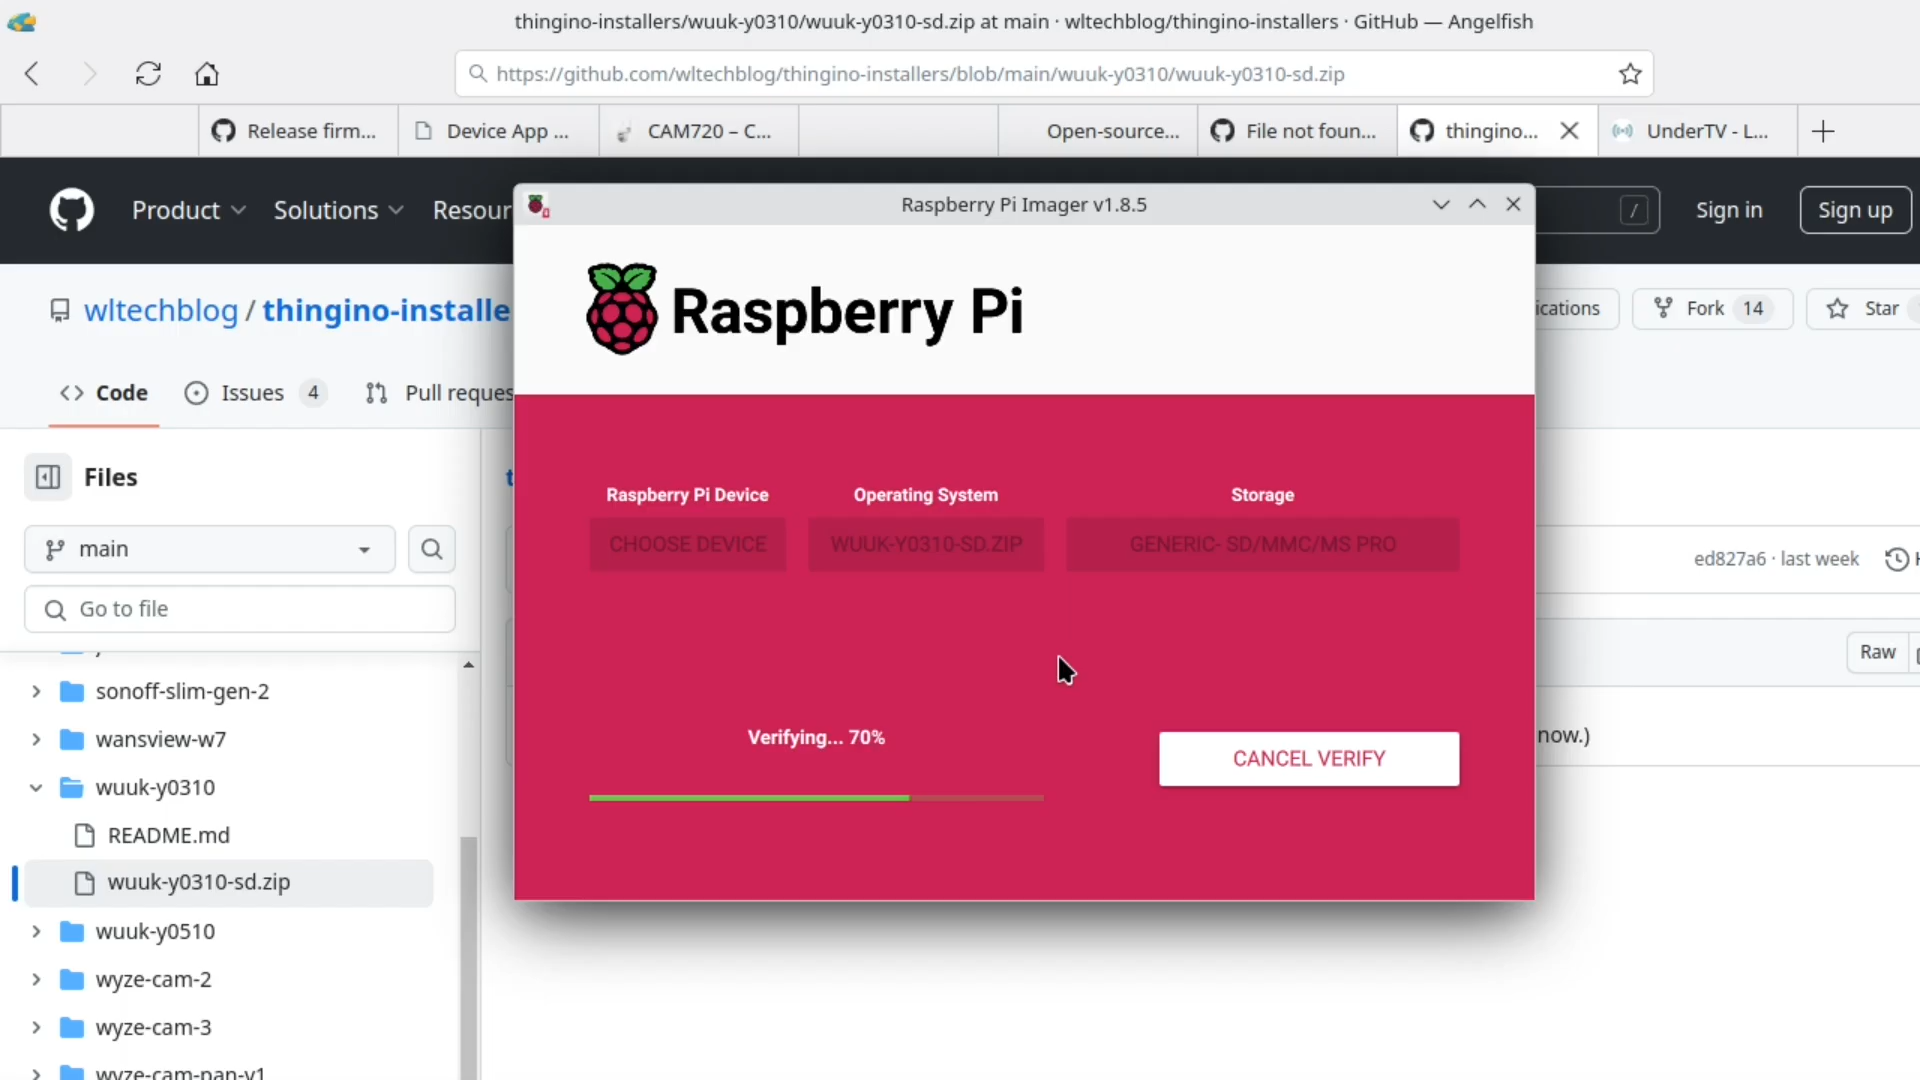 thingino-installers/wuuk-y0310/wuuk-y0310-sd.zip at main · wltechblog/thingino-installers · GitHub — Angelfish
https://github.com/wltechblog/thingino-installers/blob/main/wuuk-y0310/wuuk-y0310-sd.zip
Release firm...
Device App ...
CAM720 – C...
Open-source...
File not foun...
thingino...
UnderTV - L...
Product
Solutions
Resour
Raspberry Pi Imager v1.8.5
/
Sign in
Sign up
wltechblog / thingino-installe
Raspberry Pi
ications
Fork 14
Star
Code
Issues 4
Pull reques
Files
main
Go to file
Raspberry Pi Device
Operating System
Storage
CHOOSE DEVICE
WUUK-Y0310-SD.ZIP
GENERIC- SD/MMC/MS PRO
ed827a6 · last week
Raw
sonoff-slim-gen-2
wansview-w7
wuuk-y0310
README.md
wuuk-y0310-sd.zip
wuuk-y0510
wyze-cam-2
wyze-cam-3
wyze-cam-pan-v1
Verifying... 70%
CANCEL VERIFY
now.)